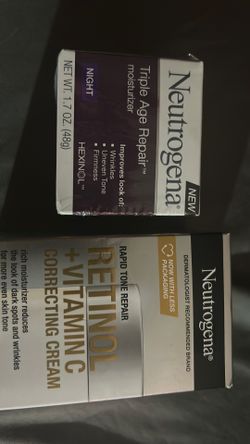 NEW
Neutrogena®
Triple Age Repair™
moisturizer
Improves look of:
• Wrinkles
• Uneven Tone
• Firmness
NIGHT
HEXINOL™
NET WT. 1.7 OZ. (48g)
Neutrogena®
DERMATOLOGIST RECOMMENDED BRAND
NOW WITH LESS
PACKAGING
RAPID TONE REPAIR
RETINOL
+ VITAMIN C
CORRECTING CREAM
rich moisturizer reduces
the look of dark spots and wrinkles
for more even skin tone